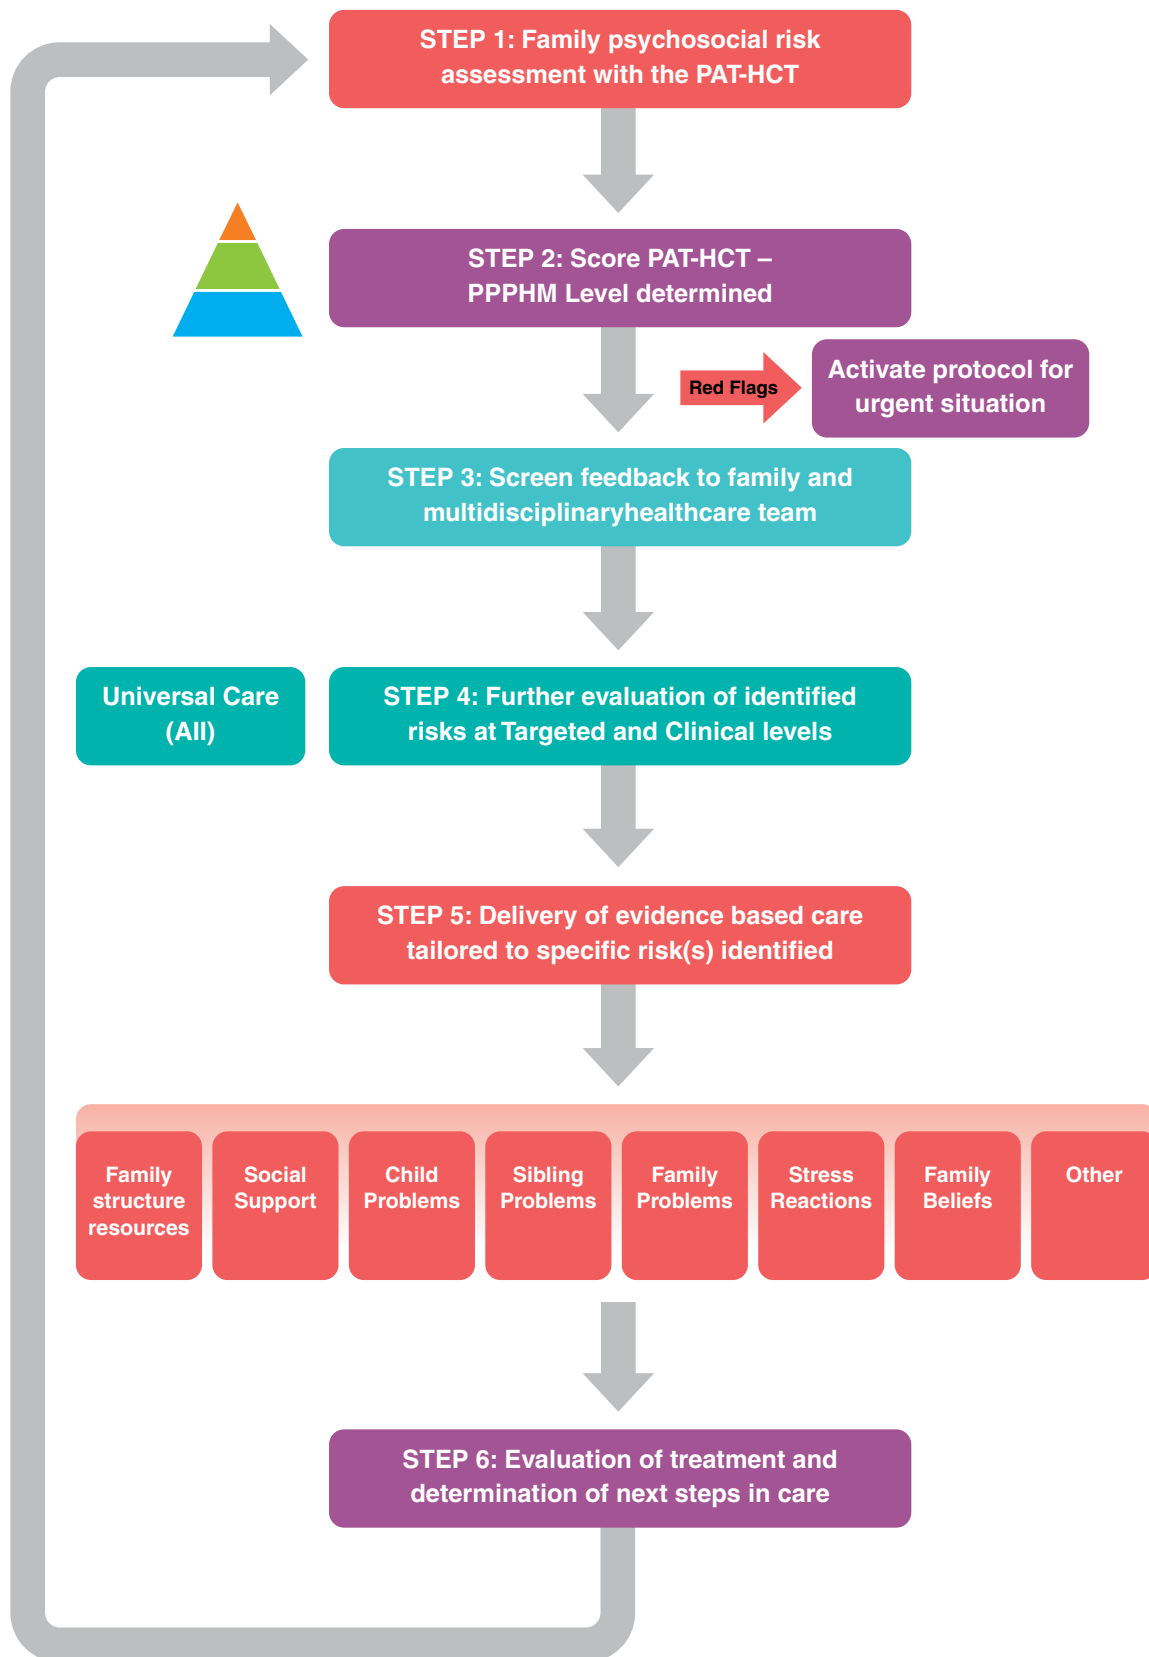 STEP 1: Family psychosocial risk
assessment with the PAT-HCT
STEP 2: Score PAT-HCT –
PPPHM Level determined
Red Flags
Activate protocol for
urgent situation
STEP 3: Screen feedback to family and
multidisciplinaryhealthcare team
Universal Care
(All)
STEP 4: Further evaluation of identified
risks at Targeted and Clinical levels
STEP 5: Delivery of evidence based care
tailored to specific risk(s) identified
Family
structure
resources
Social
Support
Child
Problems
Sibling
Problems
Family
Problems
Stress
Reactions
Family
Beliefs
Other
STEP 6: Evaluation of treatment and
determination of next steps in care